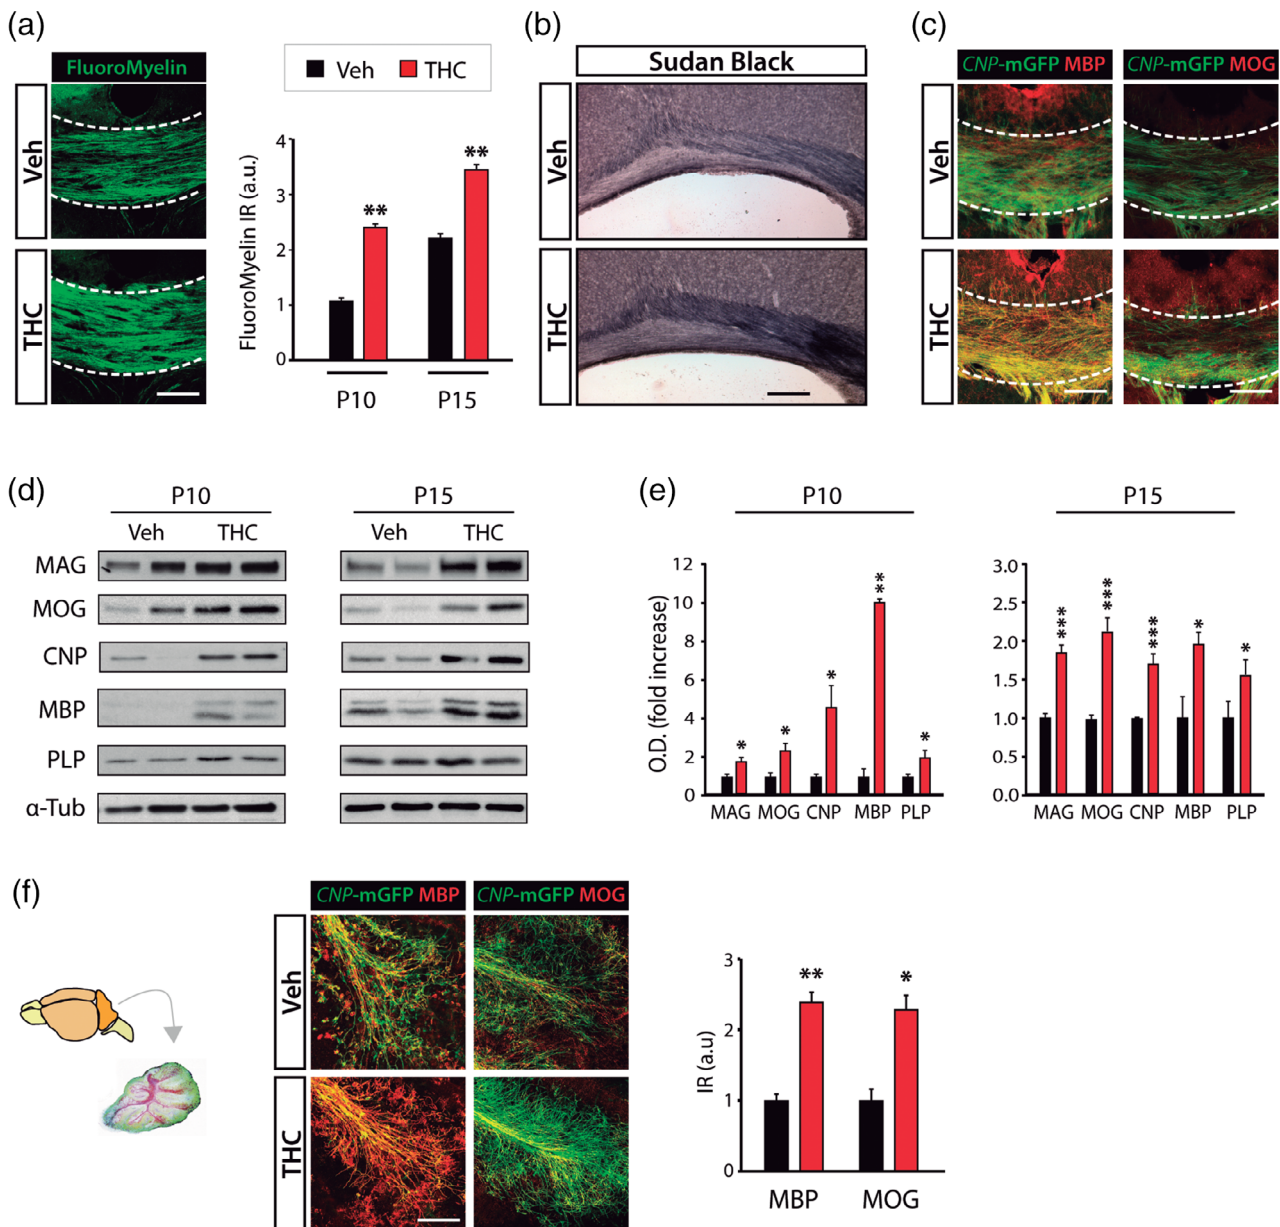 (a)
FluoroMyelin
Veh
THC
Veh THC
FluoroMyelin IR (a.u.)
4
3
2
1
0
**
**
P10 P15
(b)
Sudan Black
Veh
THC
(c)
CNP-mGFP MBP CNP-mGFP MOG
Veh
THC
(d)
P10 P15
Veh THC Veh THC
MAG
MOG
CNP
MBP
PLP
α-Tub
(e)
P10
O.D. (fold increase)
12
10
8
6
4
2
0
* * * ** *
MAG MOG CNP MBP PLP
P15
3.0
2.5
2.0
1.5
1.0
0.5
0.0
*** *** *** * *
MAG MOG CNP MBP PLP
(f)
CNP-mGFP MBP CNP-mGFP MOG
Veh
THC
IR (a.u)
3
2
1
0
** *
MBP MOG